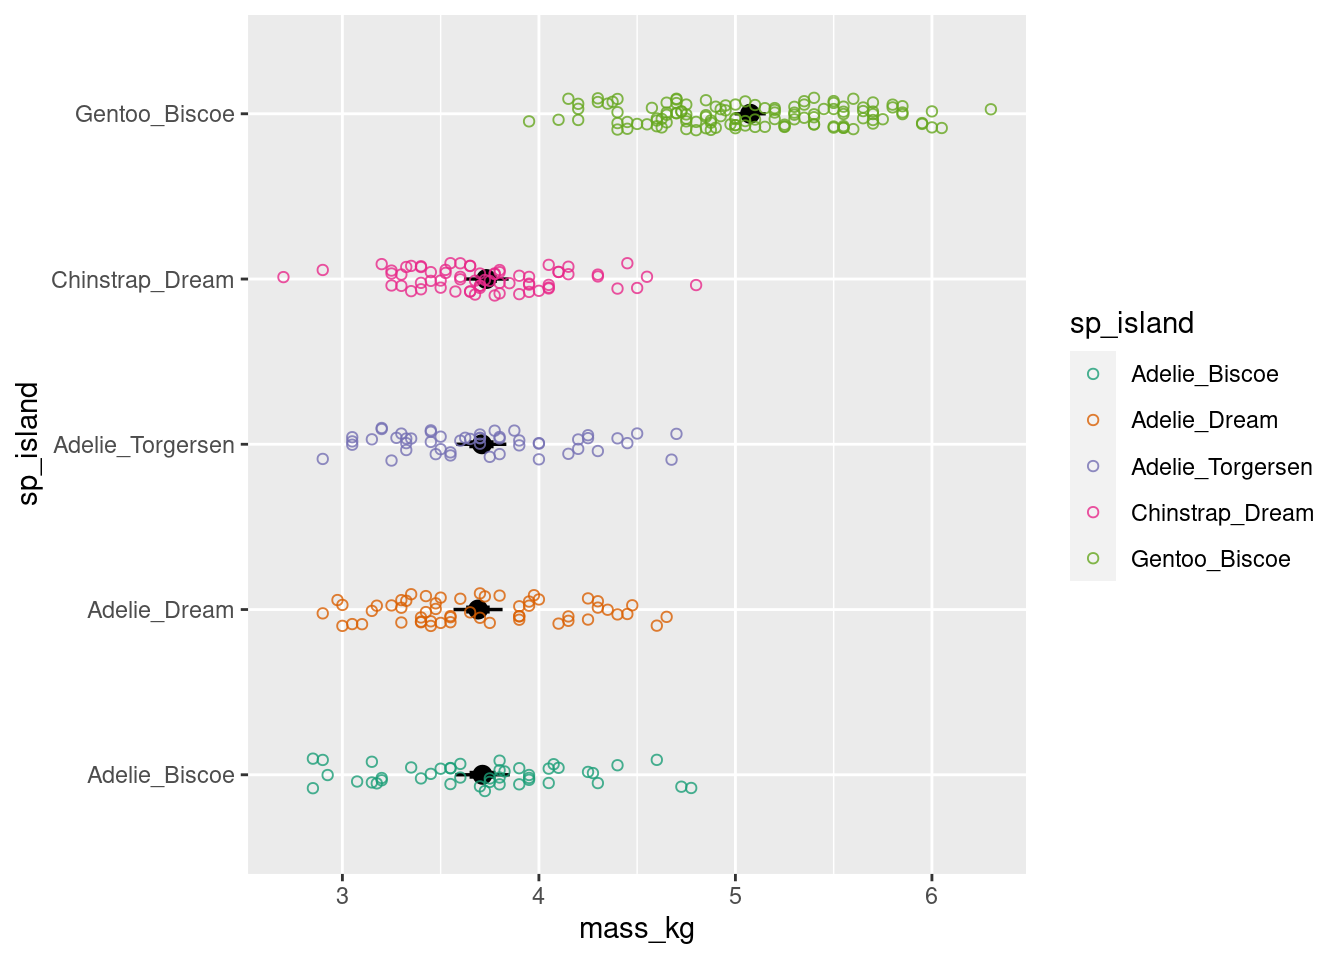 Gentoo_Biscoe
Chinstrap_Dream
Adelie_Torgersen
Adelie_Dream
Adelie_Biscoe
sp_island
3 4 5 6
mass_kg
sp_island
Adelie_Biscoe
Adelie_Dream
Adelie_Torgersen
Chinstrap_Dream
Gentoo_Biscoe